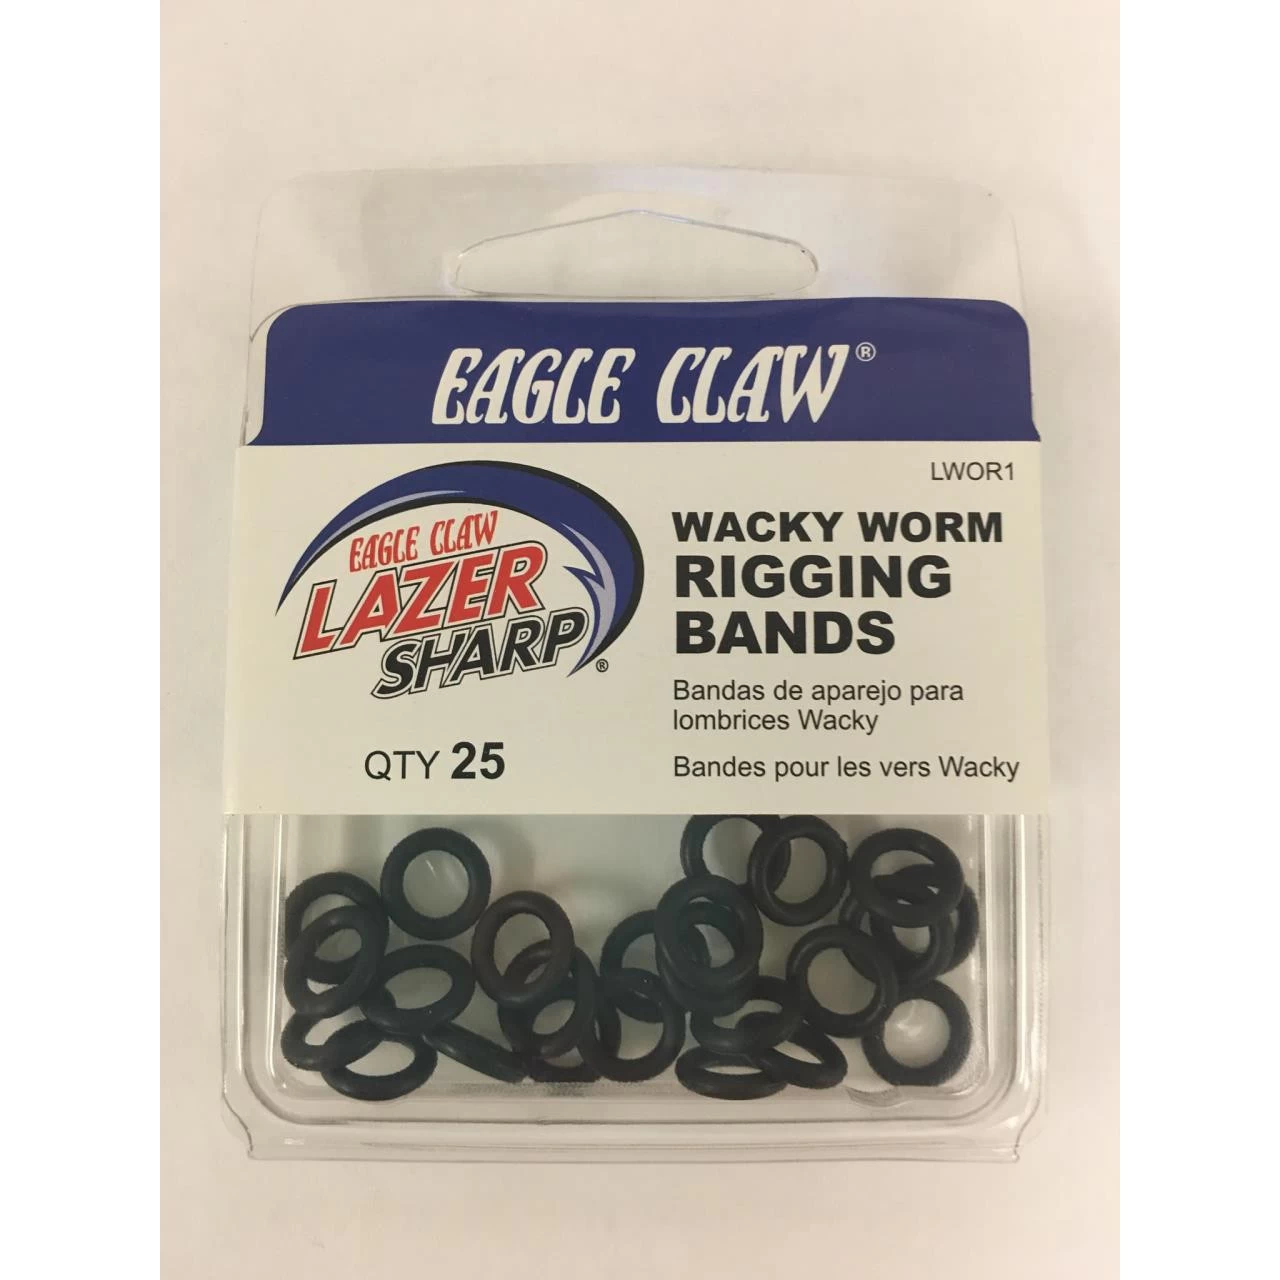 EAGLE CLAW®
LWOR1
EAGLE CLAW
LAZER
SHARP®
WACKY WORM
RIGGING
BANDS
Bandas de aparejo para
lombrices Wacky
Bandes pour les vers Wacky
QTY 25